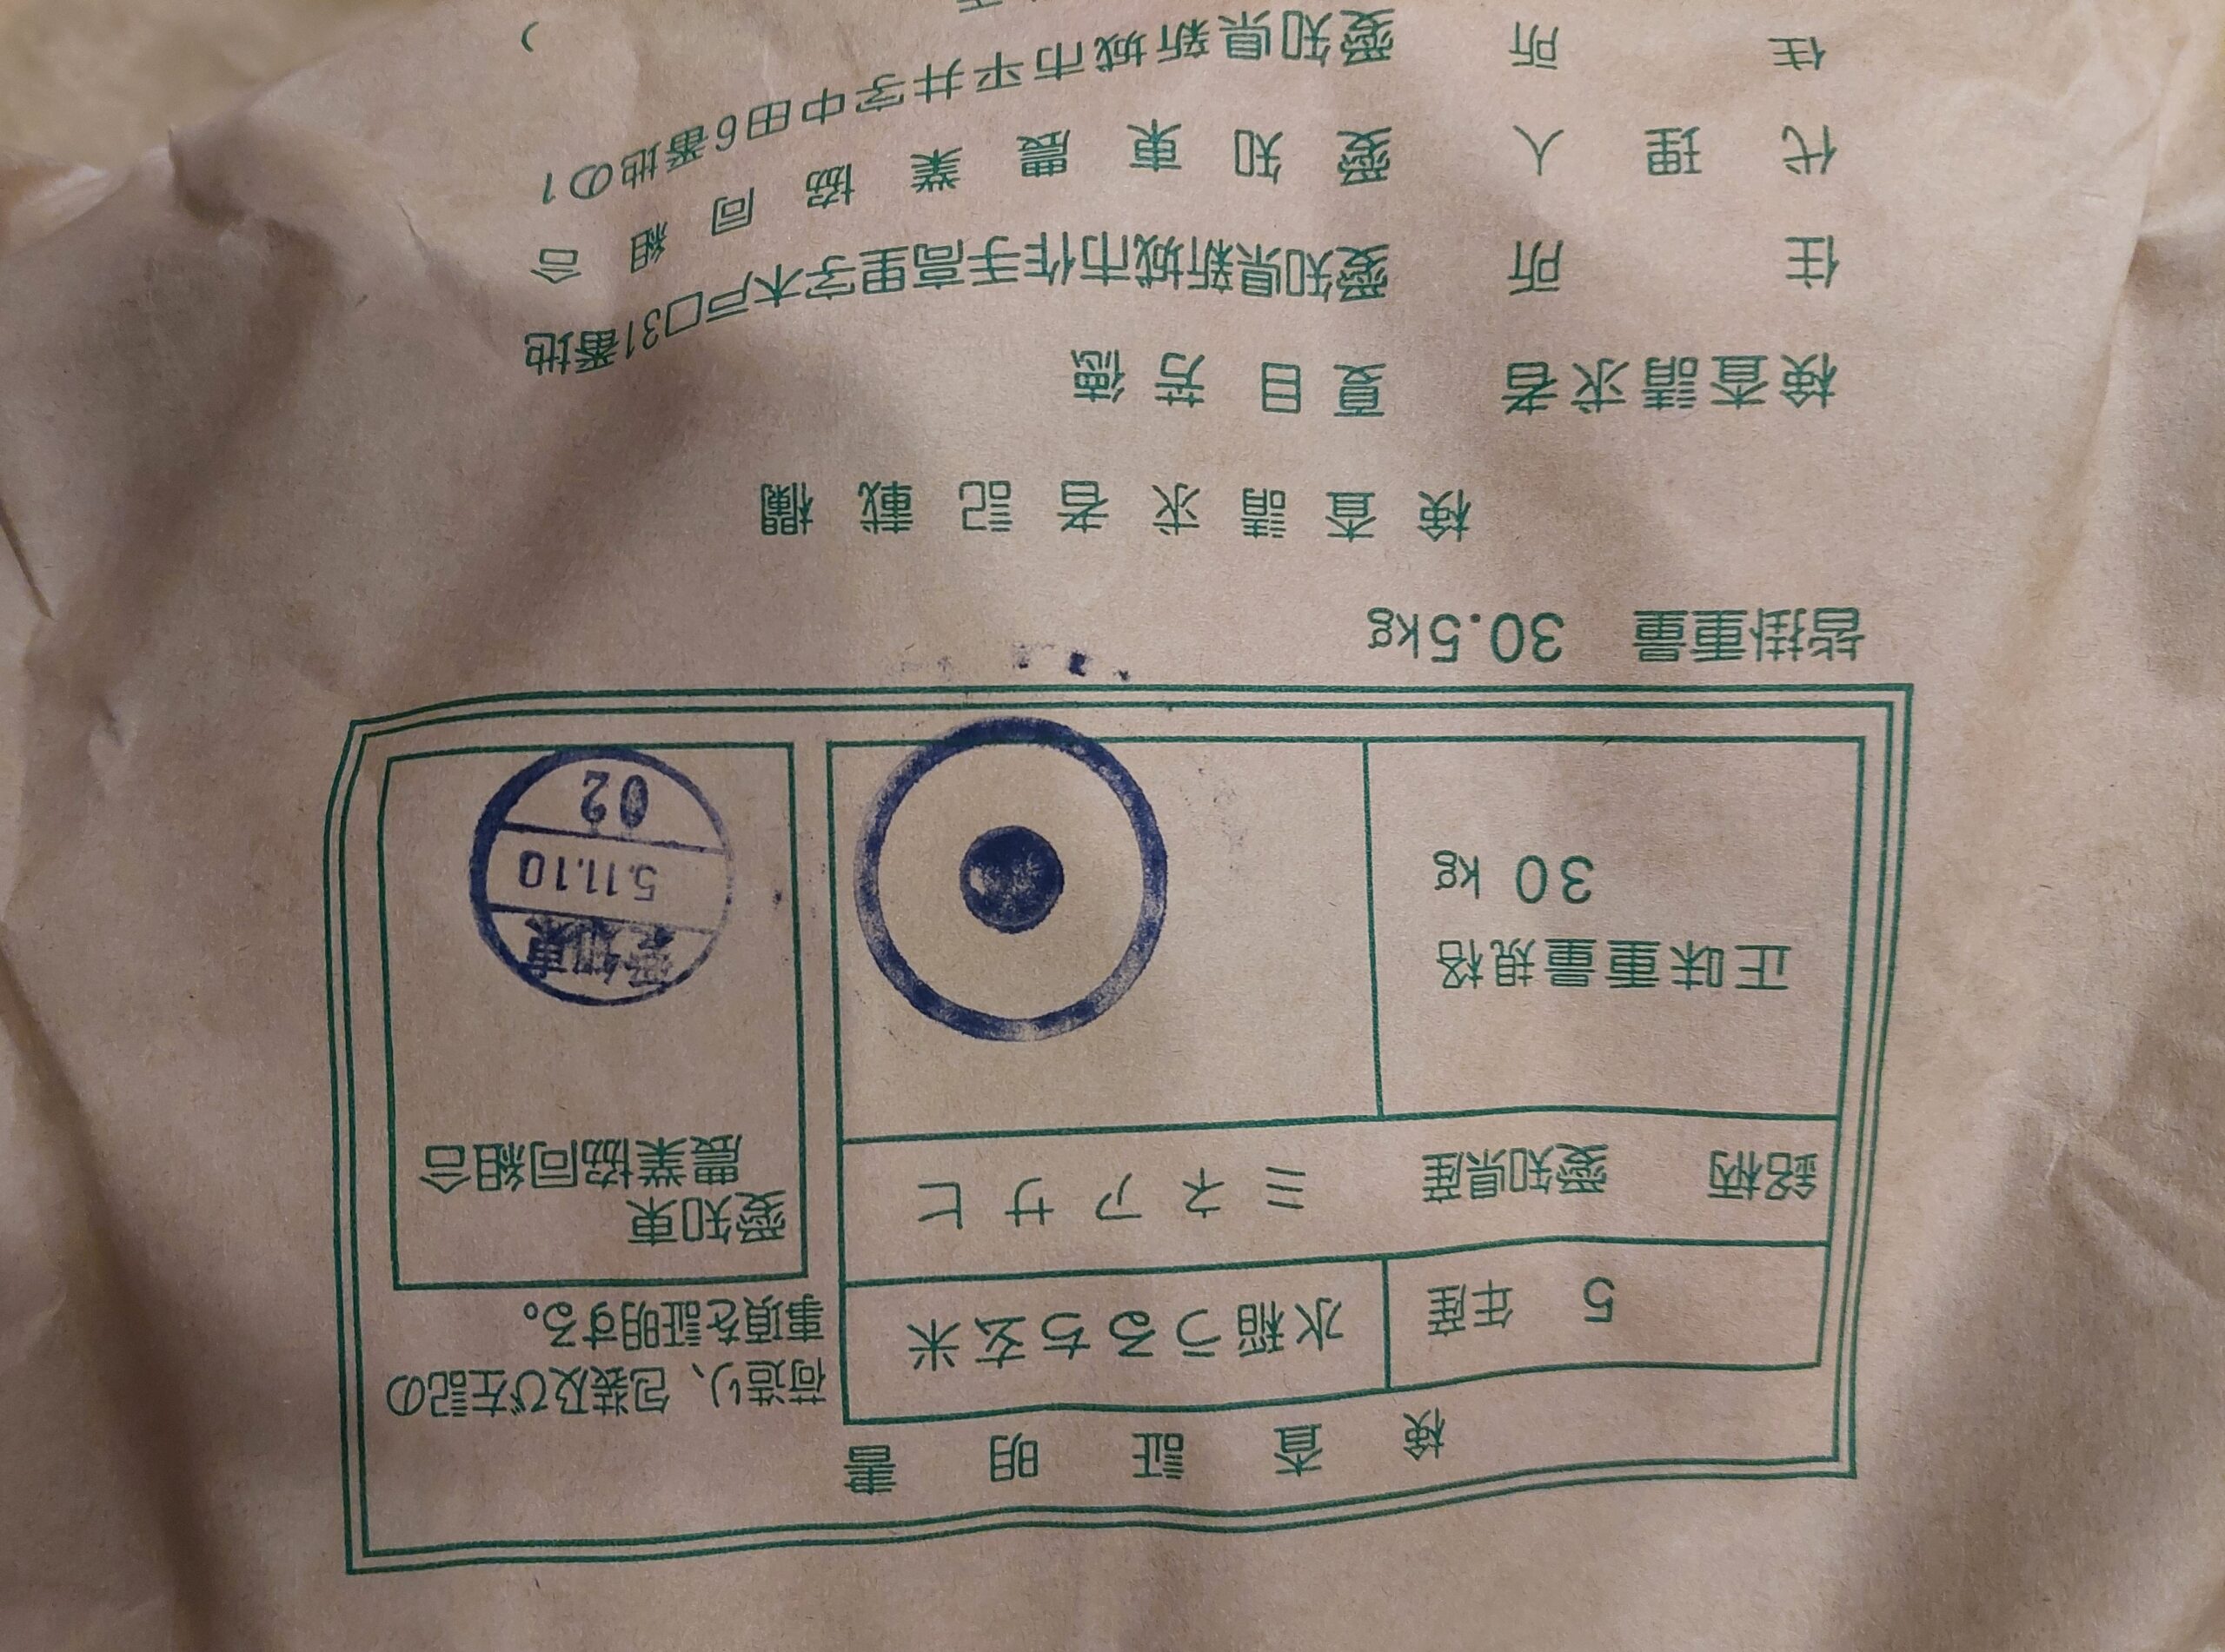 検査証明書
荷造り、包装及び左記の
事項を証明する。
5 年産 水稲うるち玄米
銘柄 愛知県産 ミネアサヒ
愛知東
農業協同組合
正味重量規格
30 kg
愛知東
5.11.10
02
皆掛重量 30.5kg
検査請求者記載欄
検査請求者 夏目芳德
住所 愛知県新城市作手高里字木戸口31番地
代理人 愛知東農業協同組合
住所 愛知県新城市平井字中田6番地の1